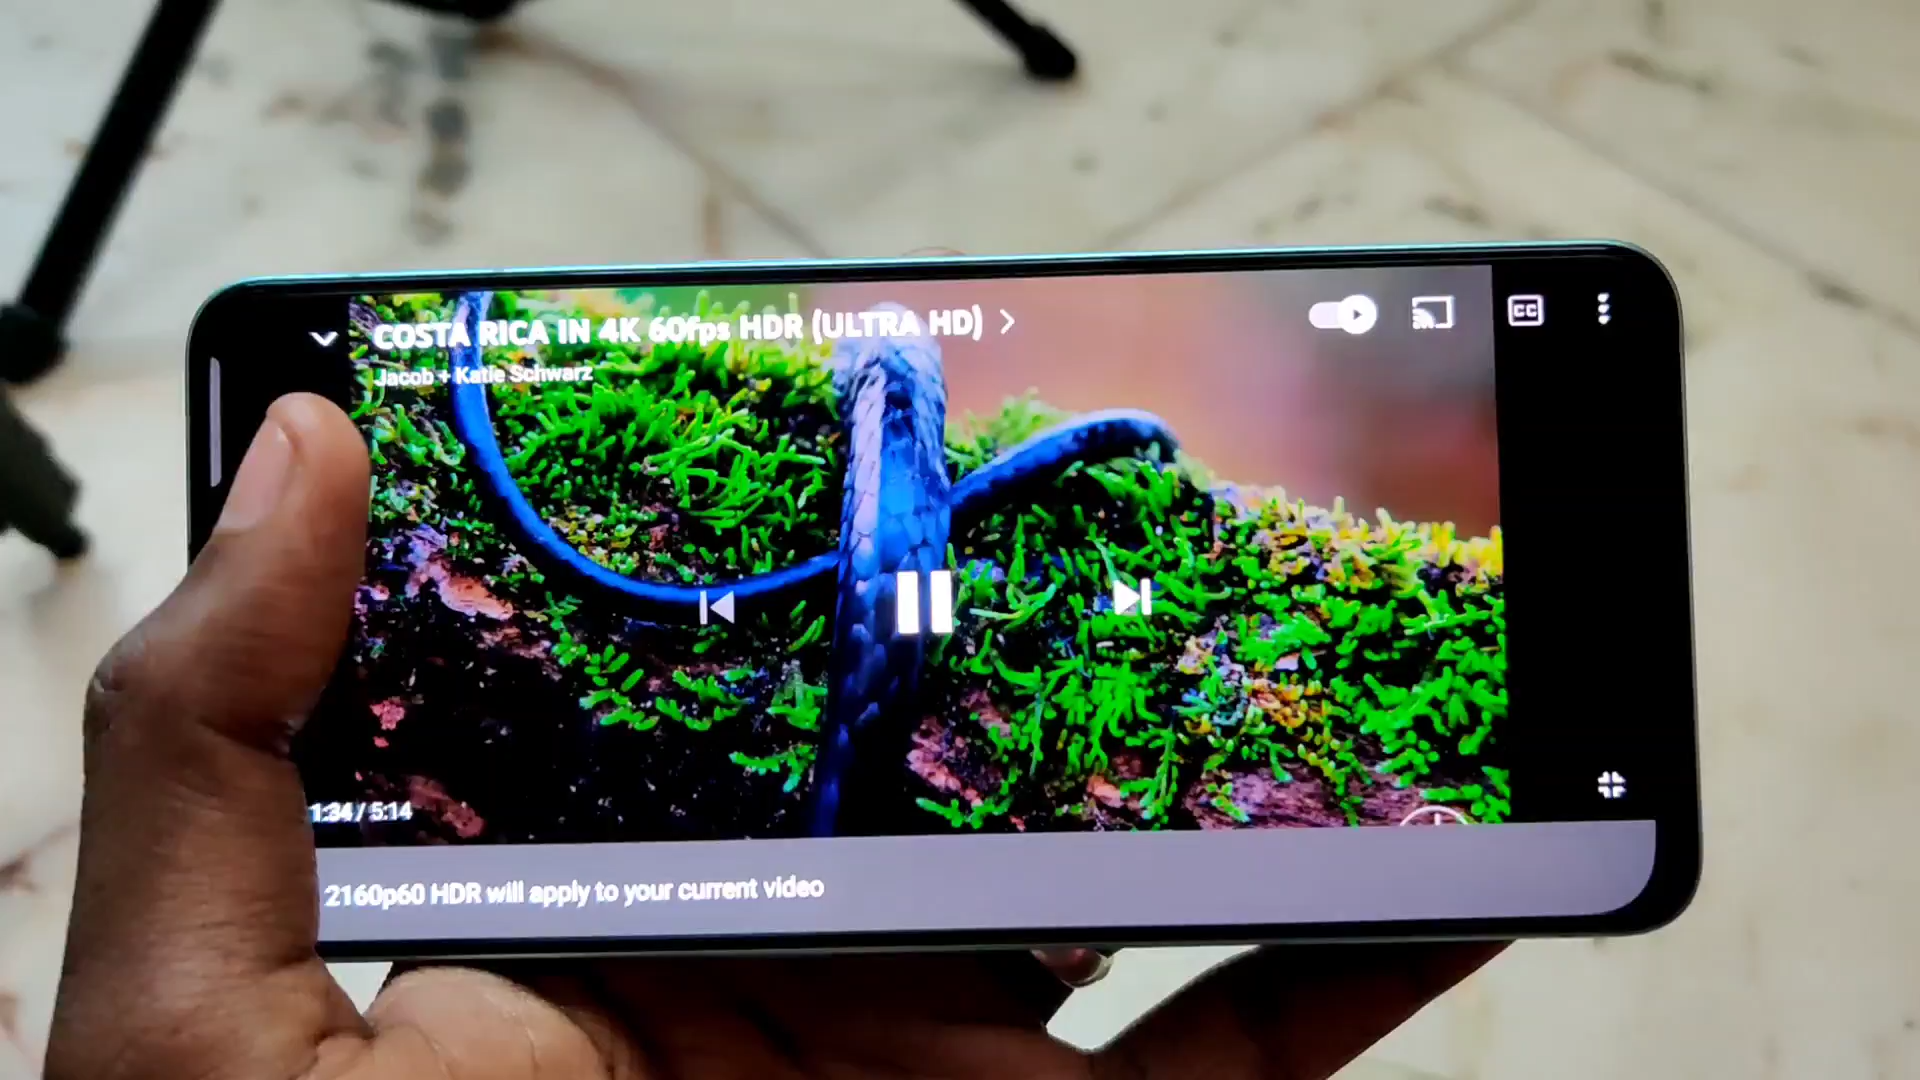 COSTA RICA IN 4K 60fps HDR (ULTRA HD)
Jacob + Katie Schwarz
CC
1:34 / 5:14
2160p60 HDR will apply to your current video